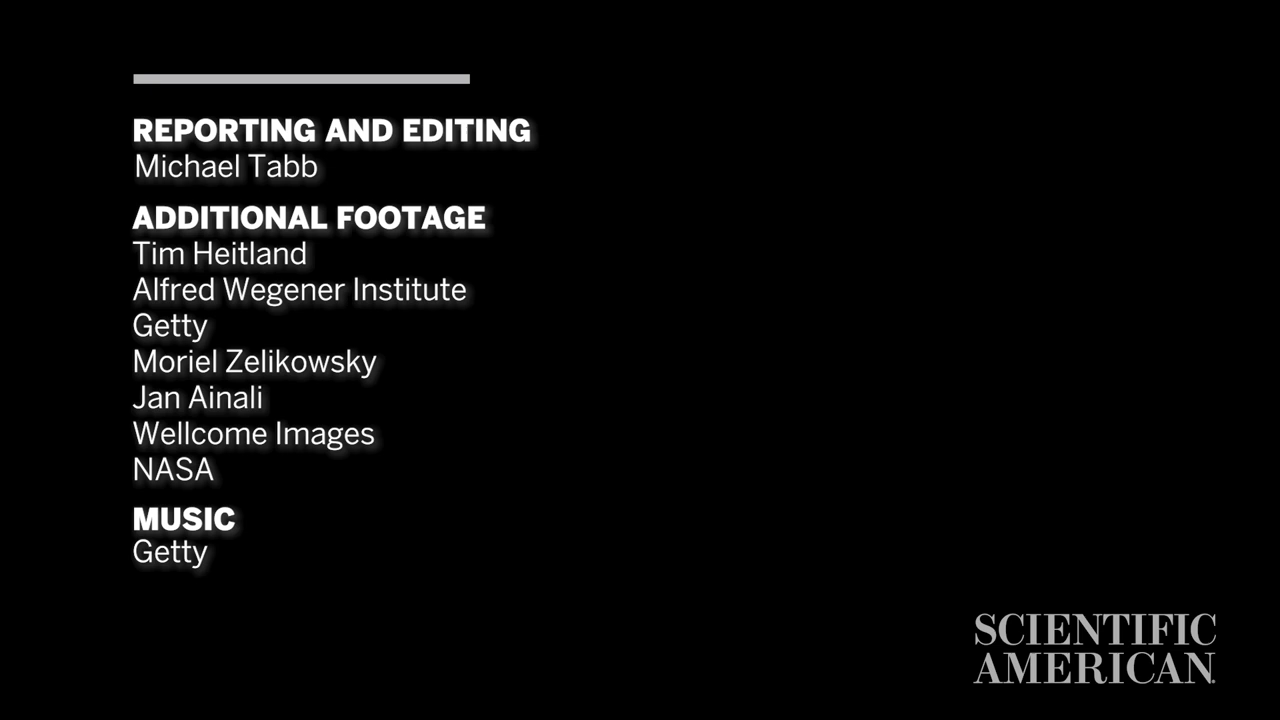 REPORTING AND EDITING
Michael Tabb
ADDITIONAL FOOTAGE
Tim Heitland
Alfred Wegener Institute
Getty
Moriel Zelikowsky
Jan Ainali
Wellcome Images
NASA
MUSIC
Getty
SCIENTIFIC
AMERICAN